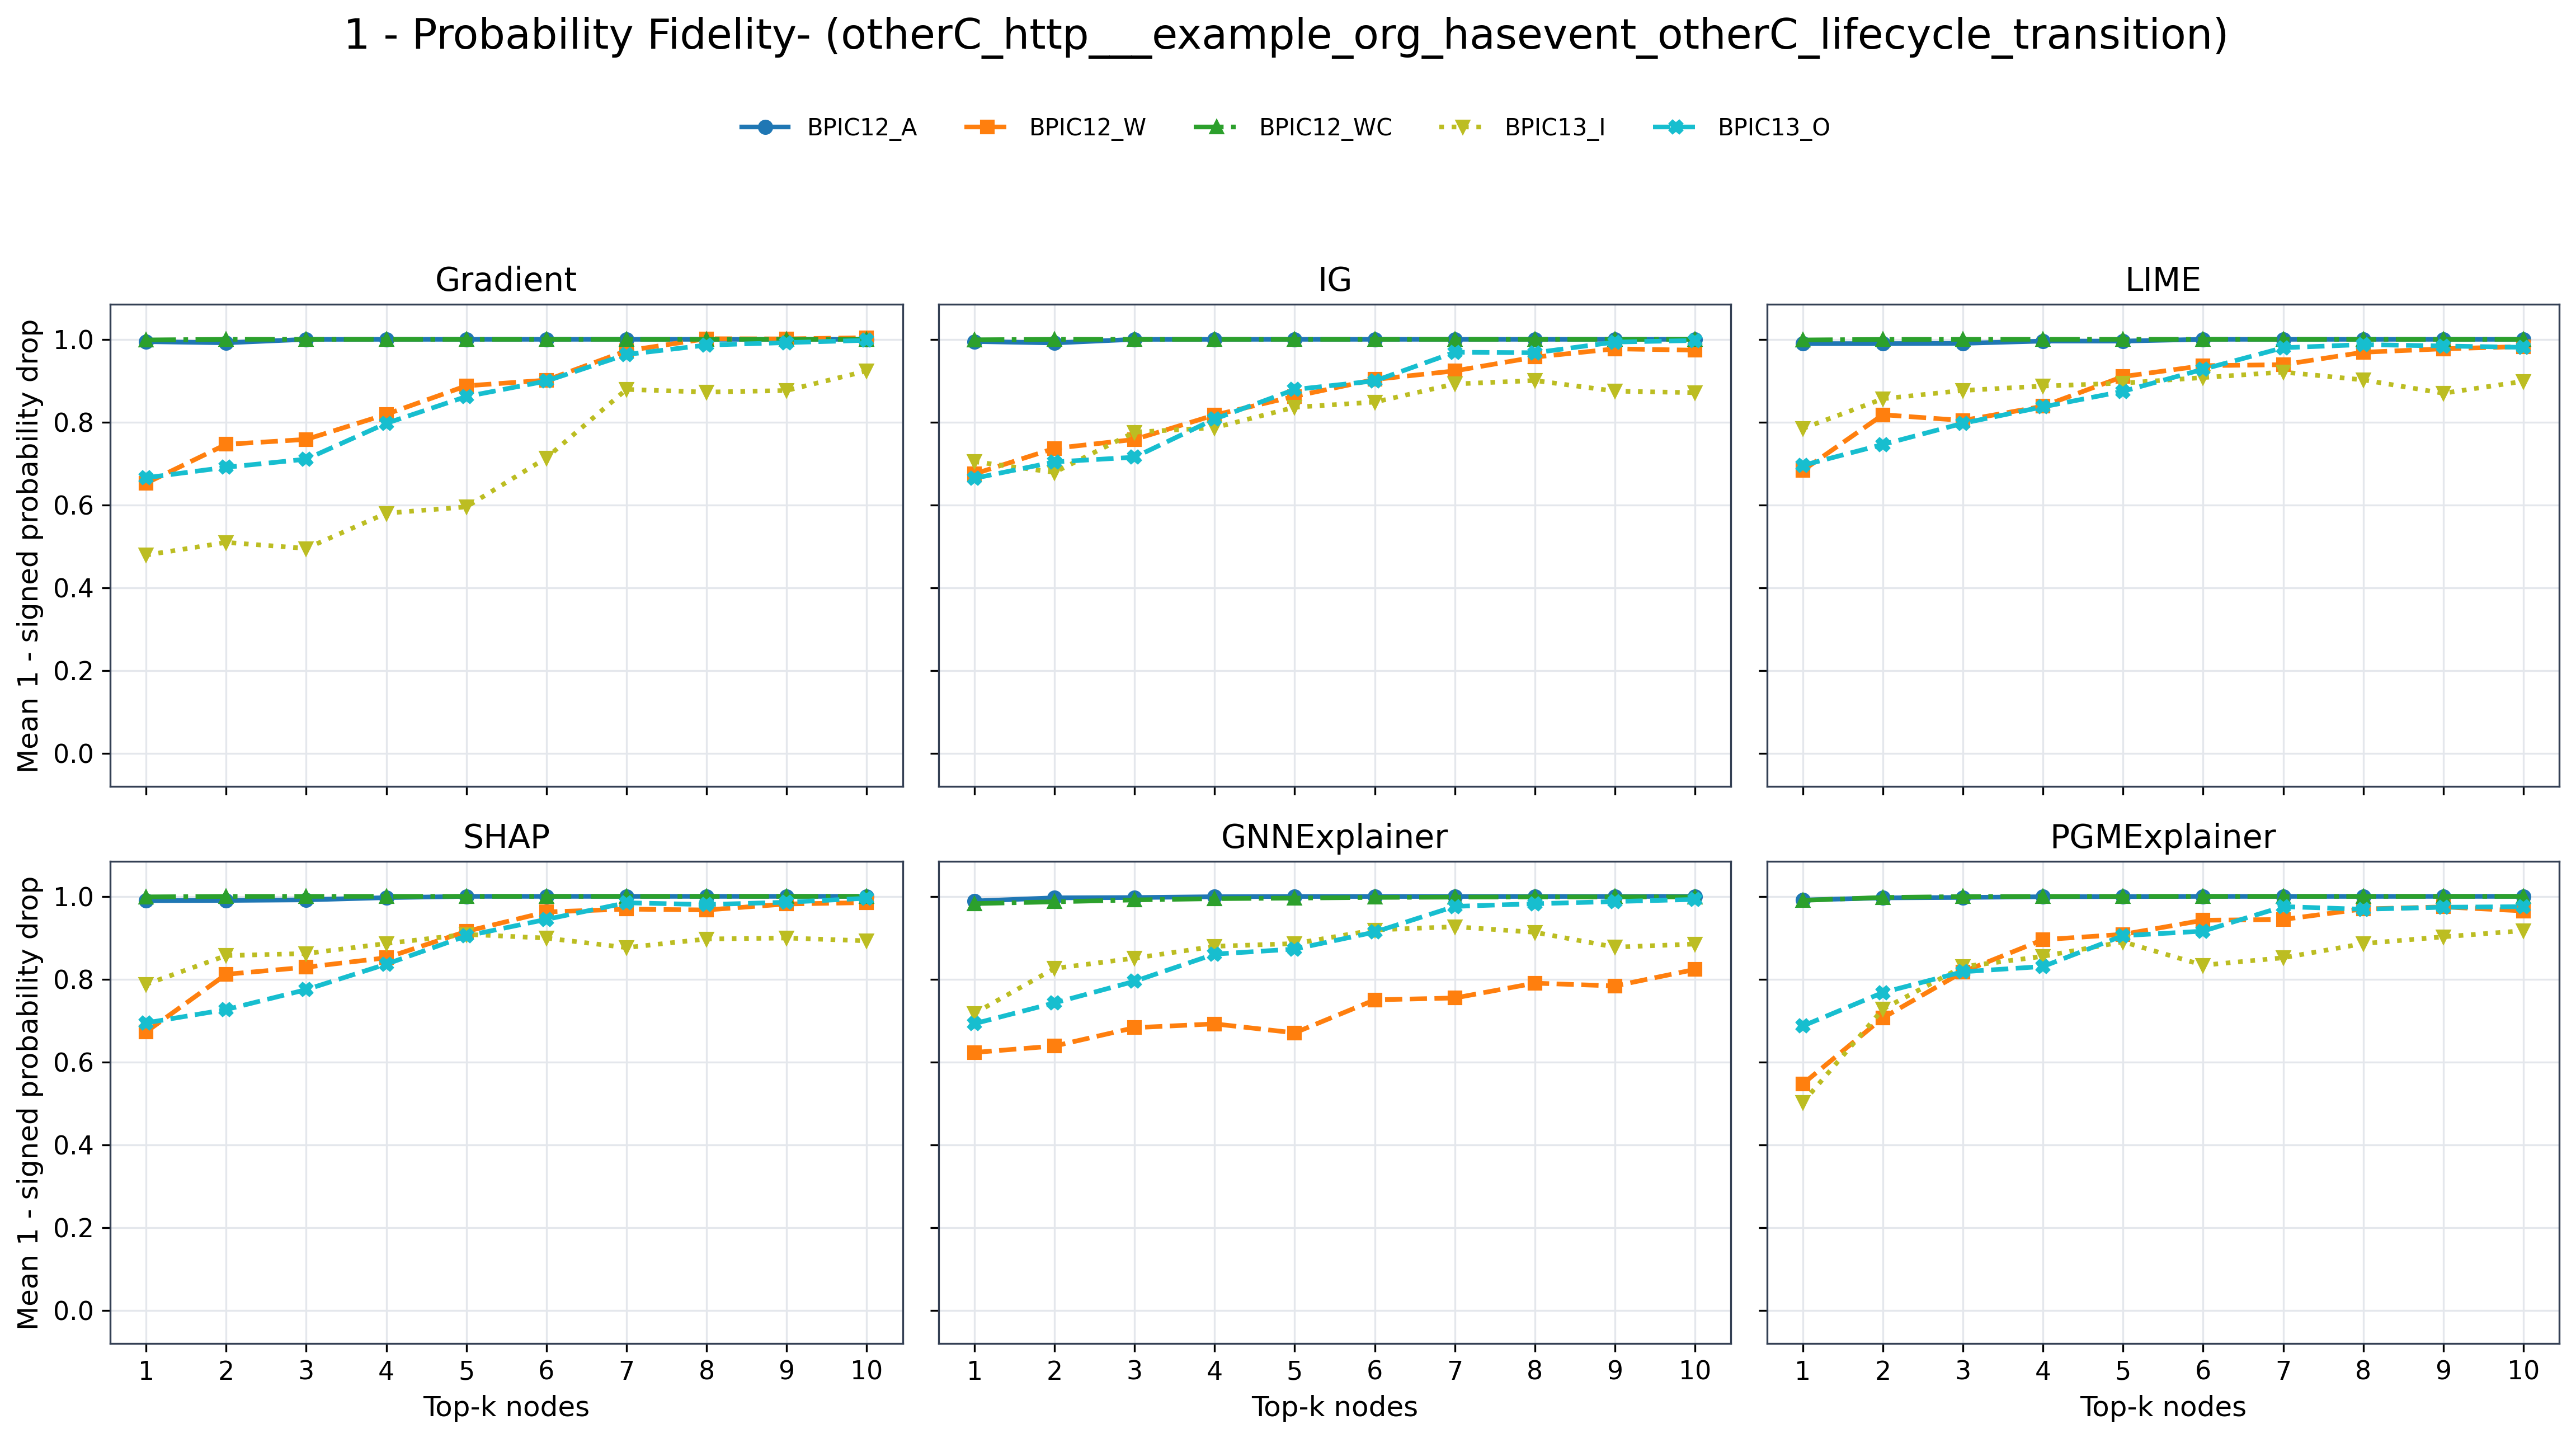 1 - Probability Fidelity- (otherC_http___example_org_hasevent_otherC_lifecycle_transition)
BPIC12_A BPIC12_W BPIC12_WC BPIC13_I BPIC13_O
Gradient IG LIME
Mean 1 - signed probability drop
1.0
0.8
0.6
0.4
0.2
0.0
SHAP GNNExplainer PGMExplainer
Mean 1 - signed probability drop
1.0
0.8
0.6
0.4
0.2
0.0
1 2 3 4 5 6 7 8 9 10 1 2 3 4 5 6 7 8 9 10 1 2 3 4 5 6 7 8 9 10
Top-k nodes Top-k nodes Top-k nodes